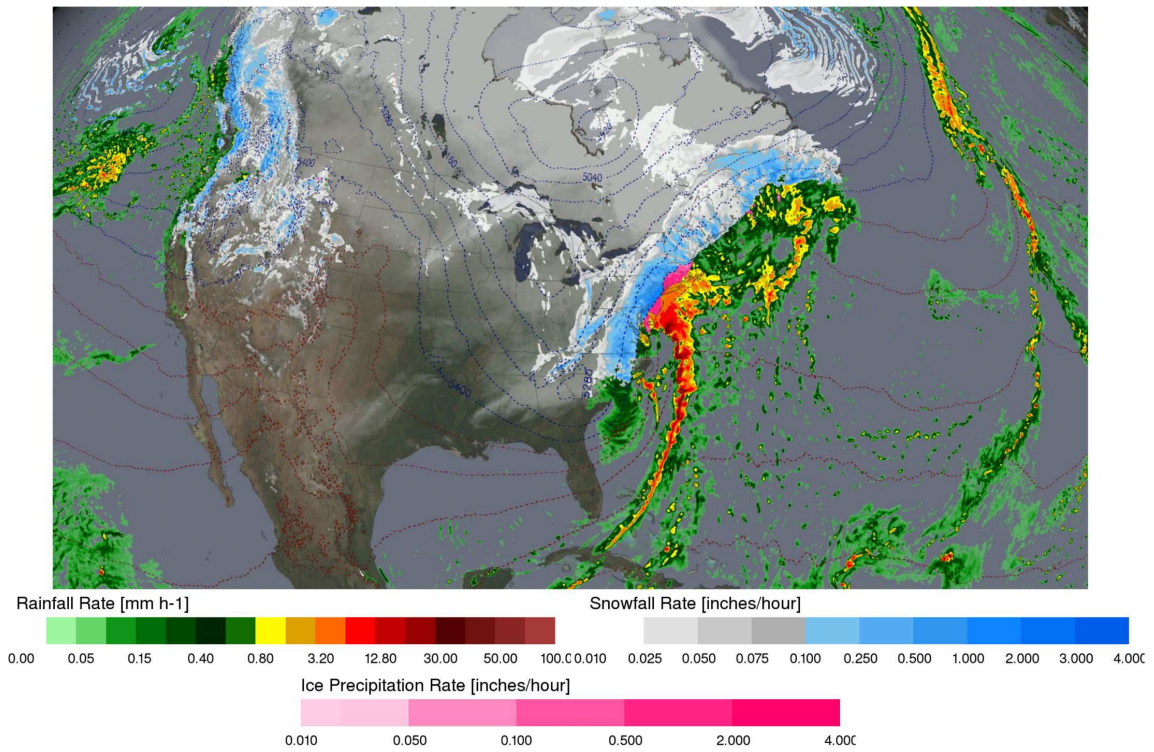 5040
5400
5280
Rainfall Rate [mm h-1]
Snowfall Rate [inches/hour]
0.00 0.05 0.15 0.40 0.80 3.20 12.80 30.00 50.00 100.0
0.010 0.025 0.050 0.075 0.100 0.250 0.500 1.000 2.000 3.000 4.000
Ice Precipitation Rate [inches/hour]
0.010 0.050 0.100 0.500 2.000 4.000